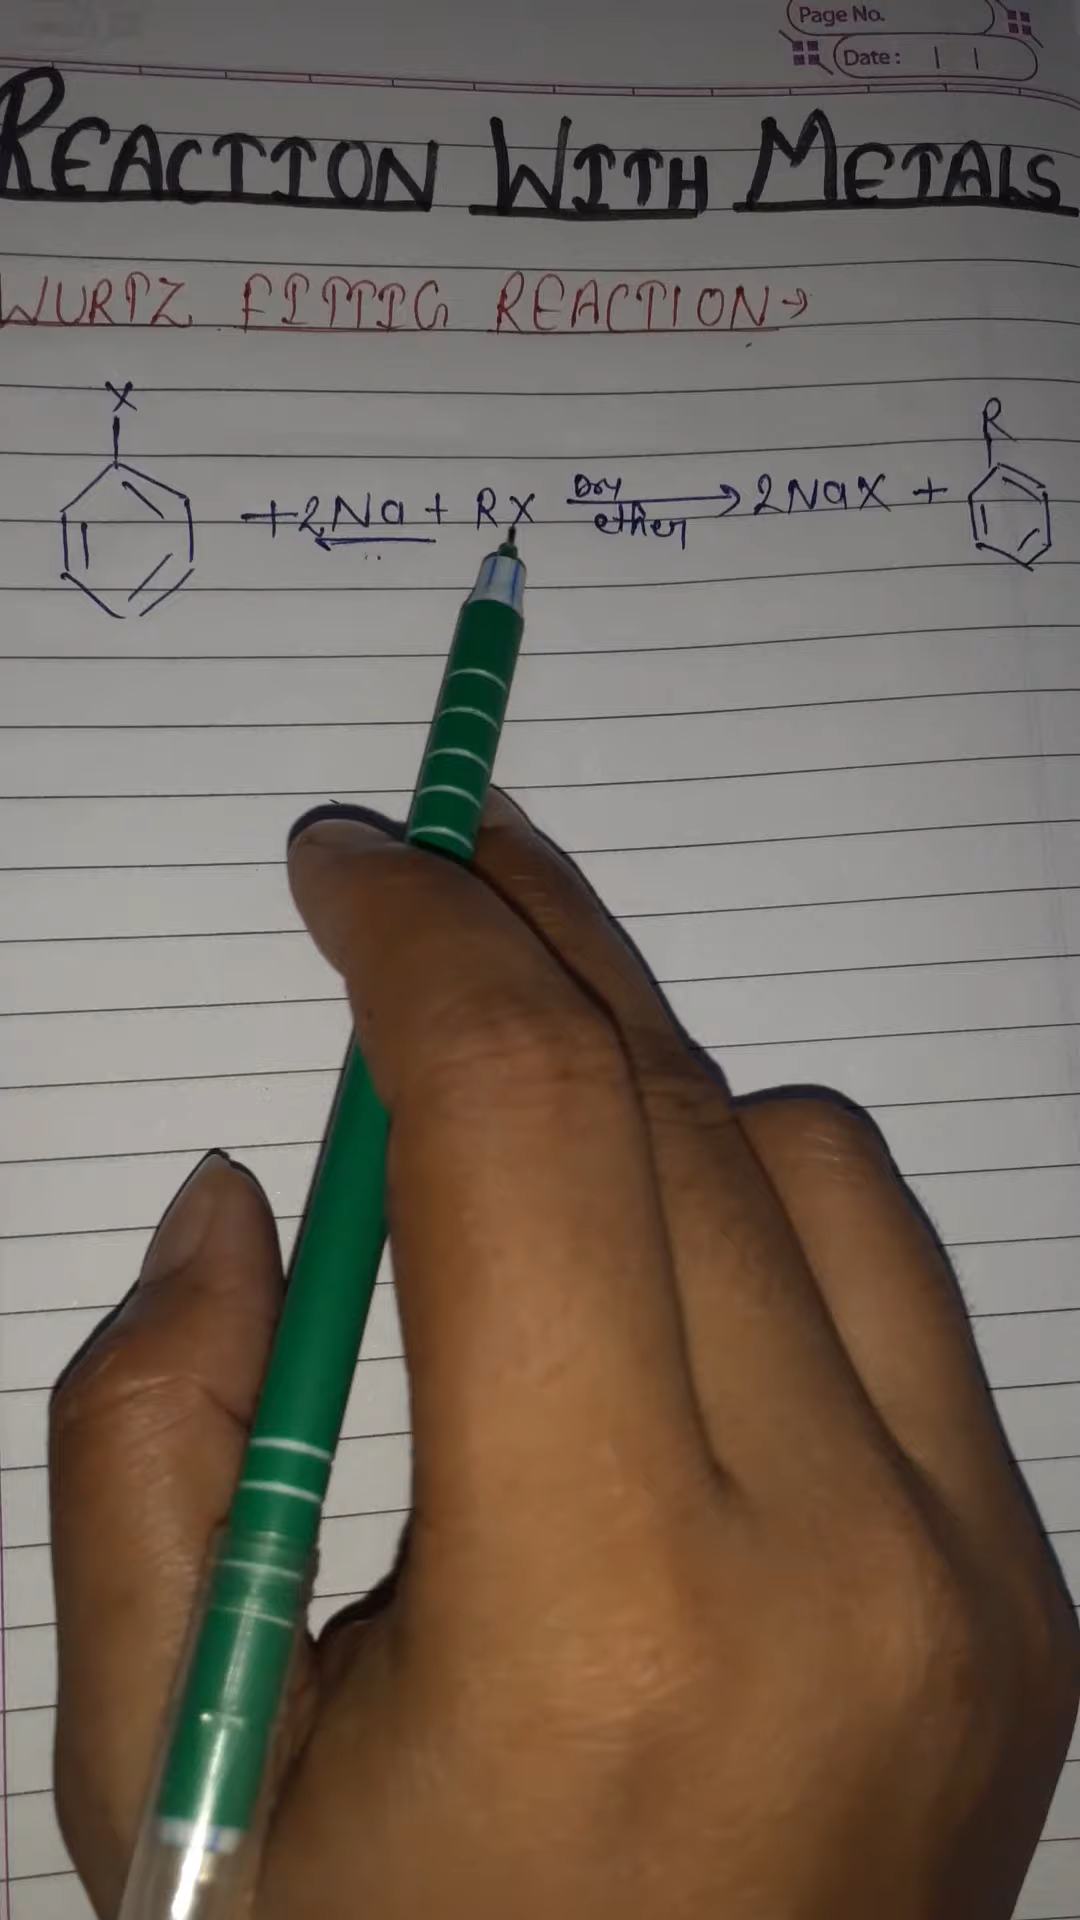 Page No.
Date:
REACTION WITH METALS
WURTZ FITTIG REACTION→
X
R
+2Na + RX Dry ether → 2NaX +